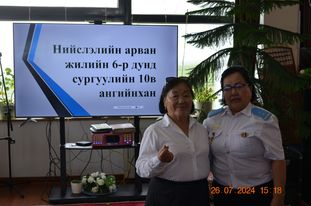 Нийслэлийн арван
жилийн 6-р дунд
сургуулийн 10в
ангийнхан
26 07 2024 15:18